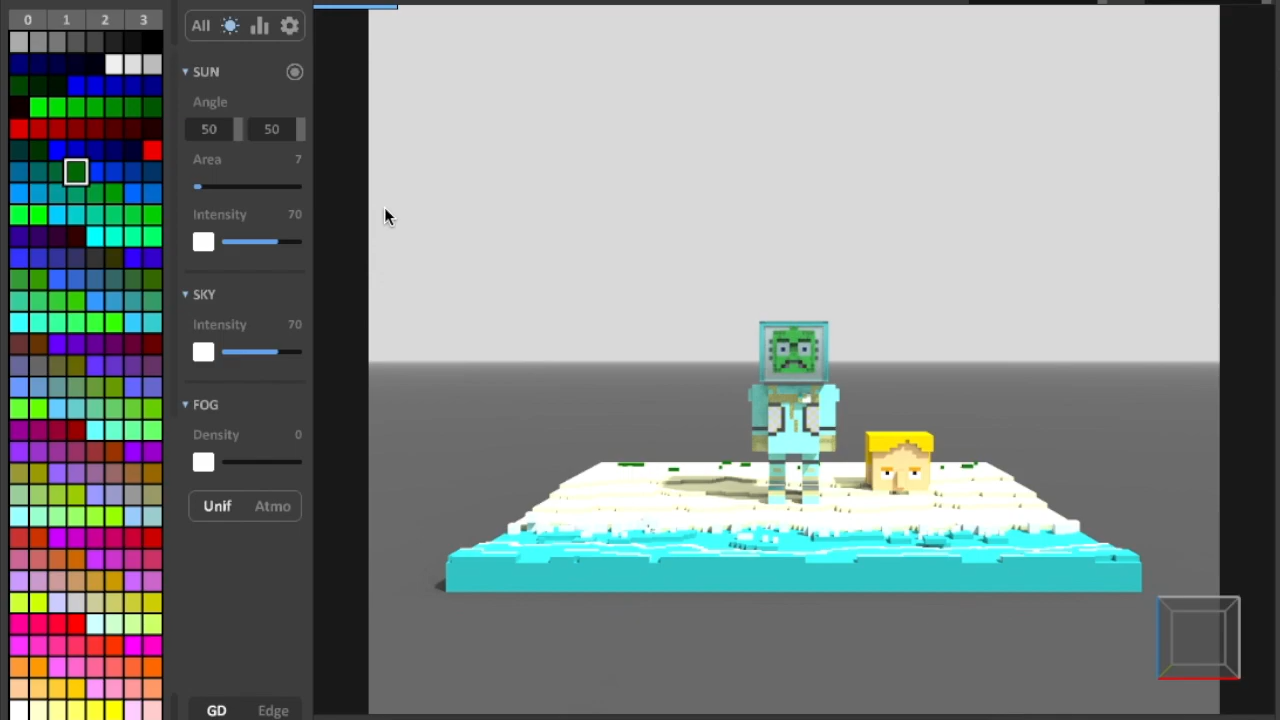 0 1 2 3
All
SUN
Angle
50 50
Area 7
Intensity 70
SKY
Intensity 70
FOG
Density 0
Unif Atmo
GD Edge